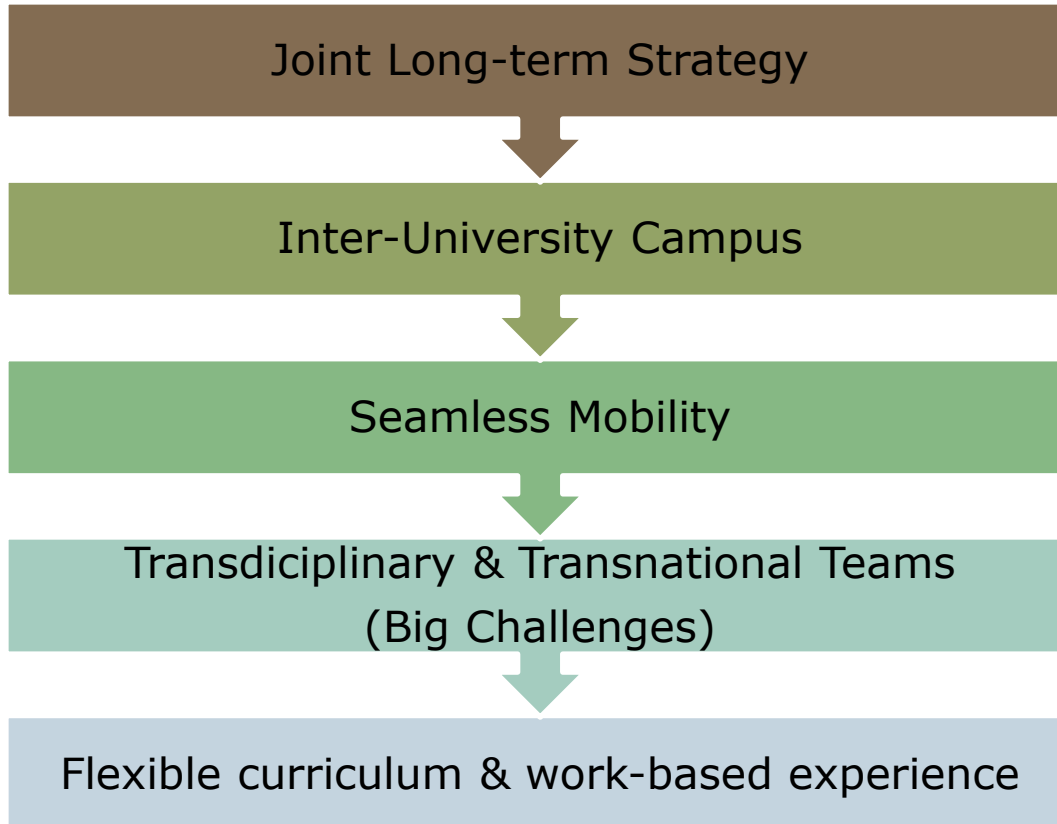 Joint Long-term Strategy
Inter-University Campus
Seamless Mobility
Transdiciplinary & Transnational Teams
(Big Challenges)
Flexible curriculum & work-based experience